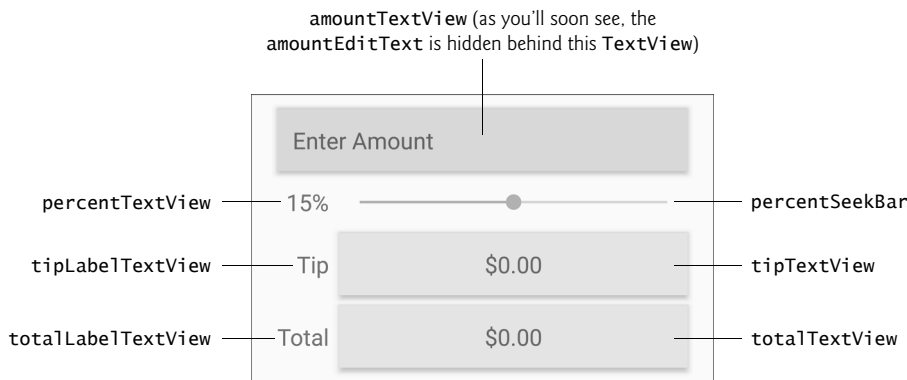 amountTextView (as you'll soon see, the
amountEditText is hidden behind this TextView)
Enter Amount
percentTextView
15%
percentSeekBar
tipLabelTextView
Tip
$0.00
tipTextView
totalLabelTextView
Total
$0.00
totalTextView